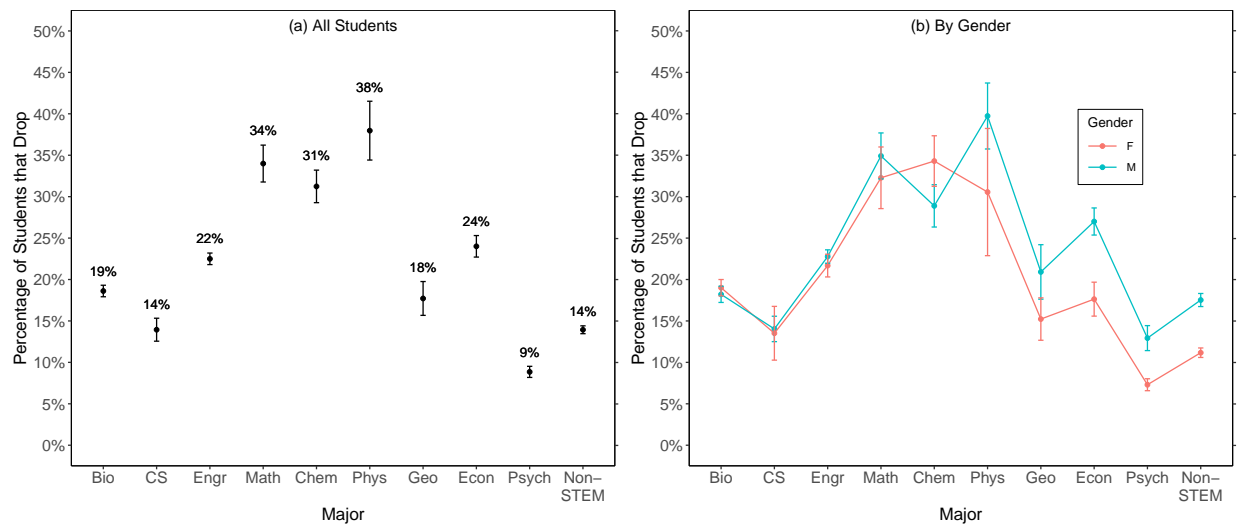 (a) All Students
Percentage of Students that Drop
50%
45%
40%
35%
30%
25%
20%
15%
10%
5%
0%
19%
14%
22%
34%
31%
38%
18%
24%
9%
14%
Bio CS Engr Math Chem Phys Geo Econ Psych Non−
STEM
Major
(b) By Gender
Percentage of Students that Drop
50%
45%
40%
35%
30%
25%
20%
15%
10%
5%
0%
Gender
F
M
Bio CS Engr Math Chem Phys Geo Econ Psych Non−
STEM
Major